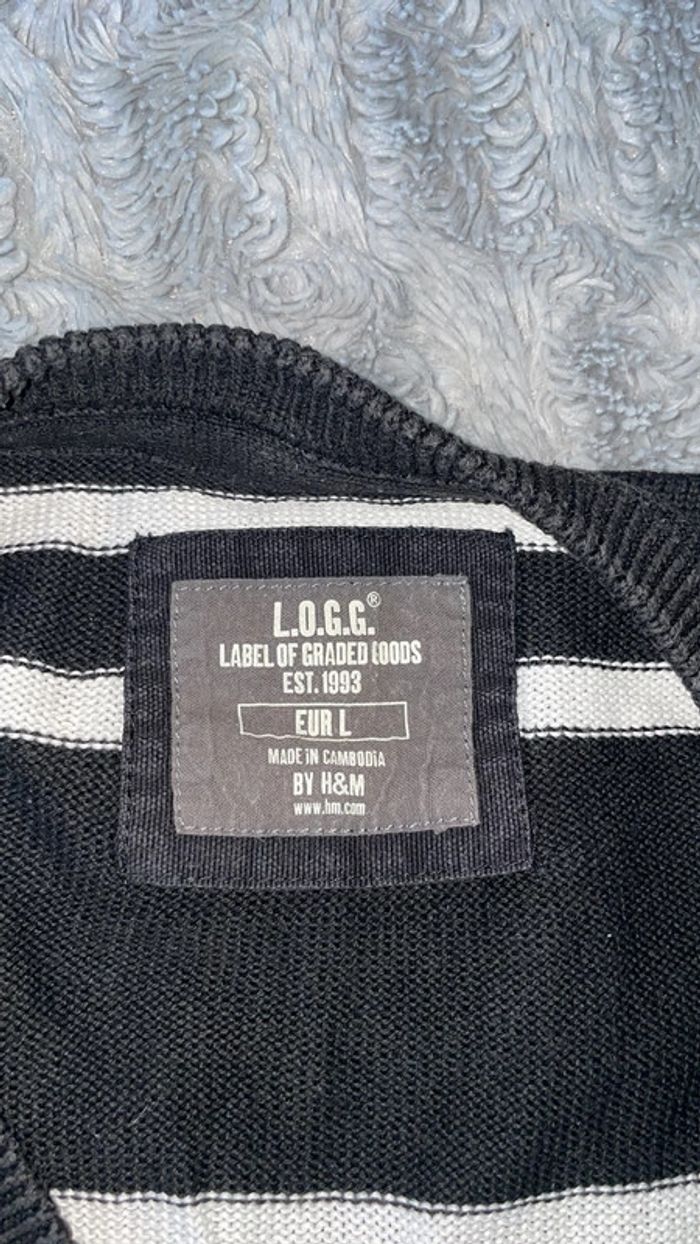 L.O.G.G.®
LABEL OF GRADED GOODS
EST. 1993
EUR L
MADE iN CAMBODiA
BY H&M
www.hm.com